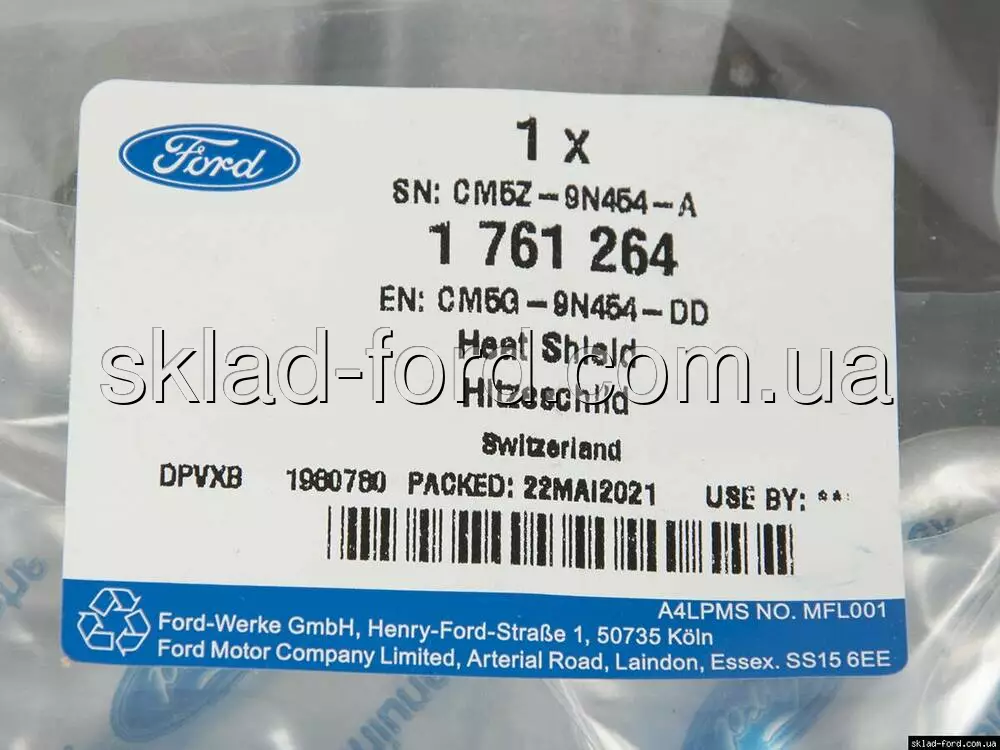 Ford
1 x
SN: CM5Z-9N454-A
1 761 264
EN: CM5G-9N454-DD
Heat Shield
sklad-ford.com.ua
Hitzeschild
Switzerland
DPVXB 1980780 PACKED: 22MAI2021 USE BY: **
A4LPMS NO. MFL001
Ford-Werke GmbH, Henry-Ford-Straße 1, 50735 Köln
Ford Motor Company Limited, Arterial Road, Laindon, Essex. SS15 6EE
sklad-ford.com.ua